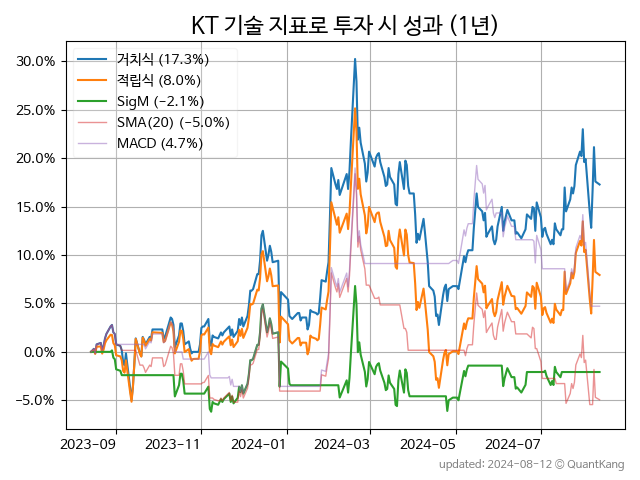 KT 기술 지표로 투자 시 성과 (1년)
거치식 (17.3%)
적립식 (8.0%)
SigM (−2.1%)
SMA(20) (−5.0%)
MACD (4.7%)
30.0%
25.0%
20.0%
15.0%
10.0%
5.0%
0.0%
−5.0%
2023-09 2023-11 2024-01 2024-03 2024-05 2024-07
updated: 2024-08-12 © QuantKang